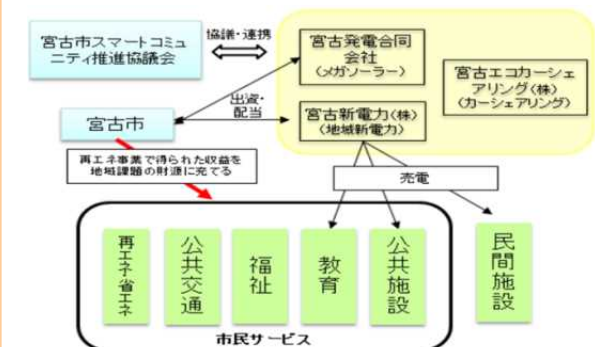 宮古市スマートコミュ
ニティ推進協議会
協議・連携
宮古発電合同
会社
(メガソーラー)
宮古エコカーシェ
アリング(株)
(カーシェアリング)
出資・
配当
宮古市
宮古新電力(株)
(地域新電力)
再エネ事業で得られた収益を
地域課題の財源に充てる
売電
再エネ省エネ
公共交通
福祉
教育
公共施設
民間施設
市民サービス